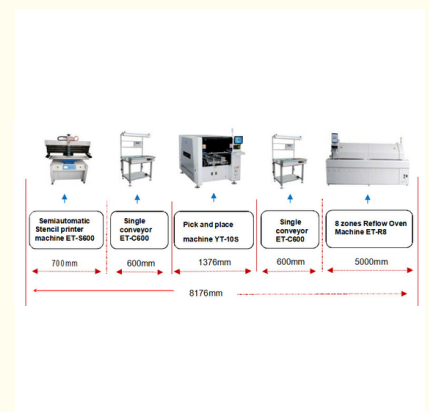 Semiautomatic
Stencil printer
machine ET-S600
Single
conveyor
ET-C600
Pick and place
machine YT-10S
Single
conveyor
ET-C600
8 zones Reflow Oven
Machine ET-R8
700mm
600mm
1376mm
600mm
5000mm
8176mm